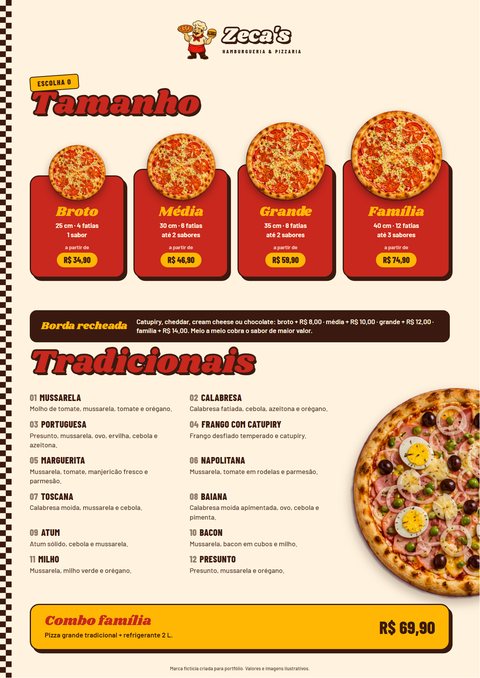 Zeca's
HAMBURGUERIA & PIZZARIA
ESCOLHA O
Tamanho
Broto
25 cm · 4 fatias
1 sabor
a partir de
R$ 34,90
Média
30 cm · 6 fatias
até 2 sabores
a partir de
R$ 46,90
Grande
35 cm · 8 fatias
até 2 sabores
a partir de
R$ 59,90
Família
40 cm · 12 fatias
até 3 sabores
a partir de
R$ 74,90
Borda recheada
Catupiry, cheddar, cream cheese ou chocolate: broto + R$ 8,00 · média + R$ 10,00 · grande + R$ 12,00 ·
família + R$ 14,00. Meio a meio cobra o sabor de maior valor.
Tradicionais
01 MUSSARELA
Molho de tomate, mussarela, tomate e orégano.
02 CALABRESA
Calabresa fatiada, cebola, azeitona e orégano.
03 PORTUGUESA
Presunto, mussarela, ovo, ervilha, cebola e
azeitona.
04 FRANGO COM CATUPIRY
Frango desfiado temperado e catupiry.
05 MARGUERITA
Mussarela, tomate, manjericão fresco e
parmesão.
06 NAPOLITANA
Mussarela, tomate em rodelas e parmesão.
07 TOSCANA
Calabresa moída, mussarela e cebola.
08 BAIANA
Calabresa moída apimentada, ovo, cebola e
pimenta.
09 ATUM
Atum sólido, cebola e mussarela.
10 BACON
Mussarela, bacon em cubos e milho.
11 MILHO
Mussarela, milho verde e orégano.
12 PRESUNTO
Presunto, mussarela e orégano.
Combo família
Pizza grande tradicional + refrigerante 2 L.
R$ 69,90
Marca fictícia criada para portfólio. Valores e imagens ilustrativos.